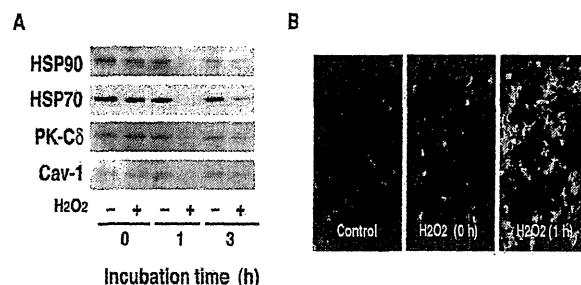 A
B
HSP90
HSP70
PK-Cδ
Cav-1
H2O2 − + − + − +
0 1 3
Incubation time (h)
Control
H2O2 (0 h)
H2O2 (1 h)